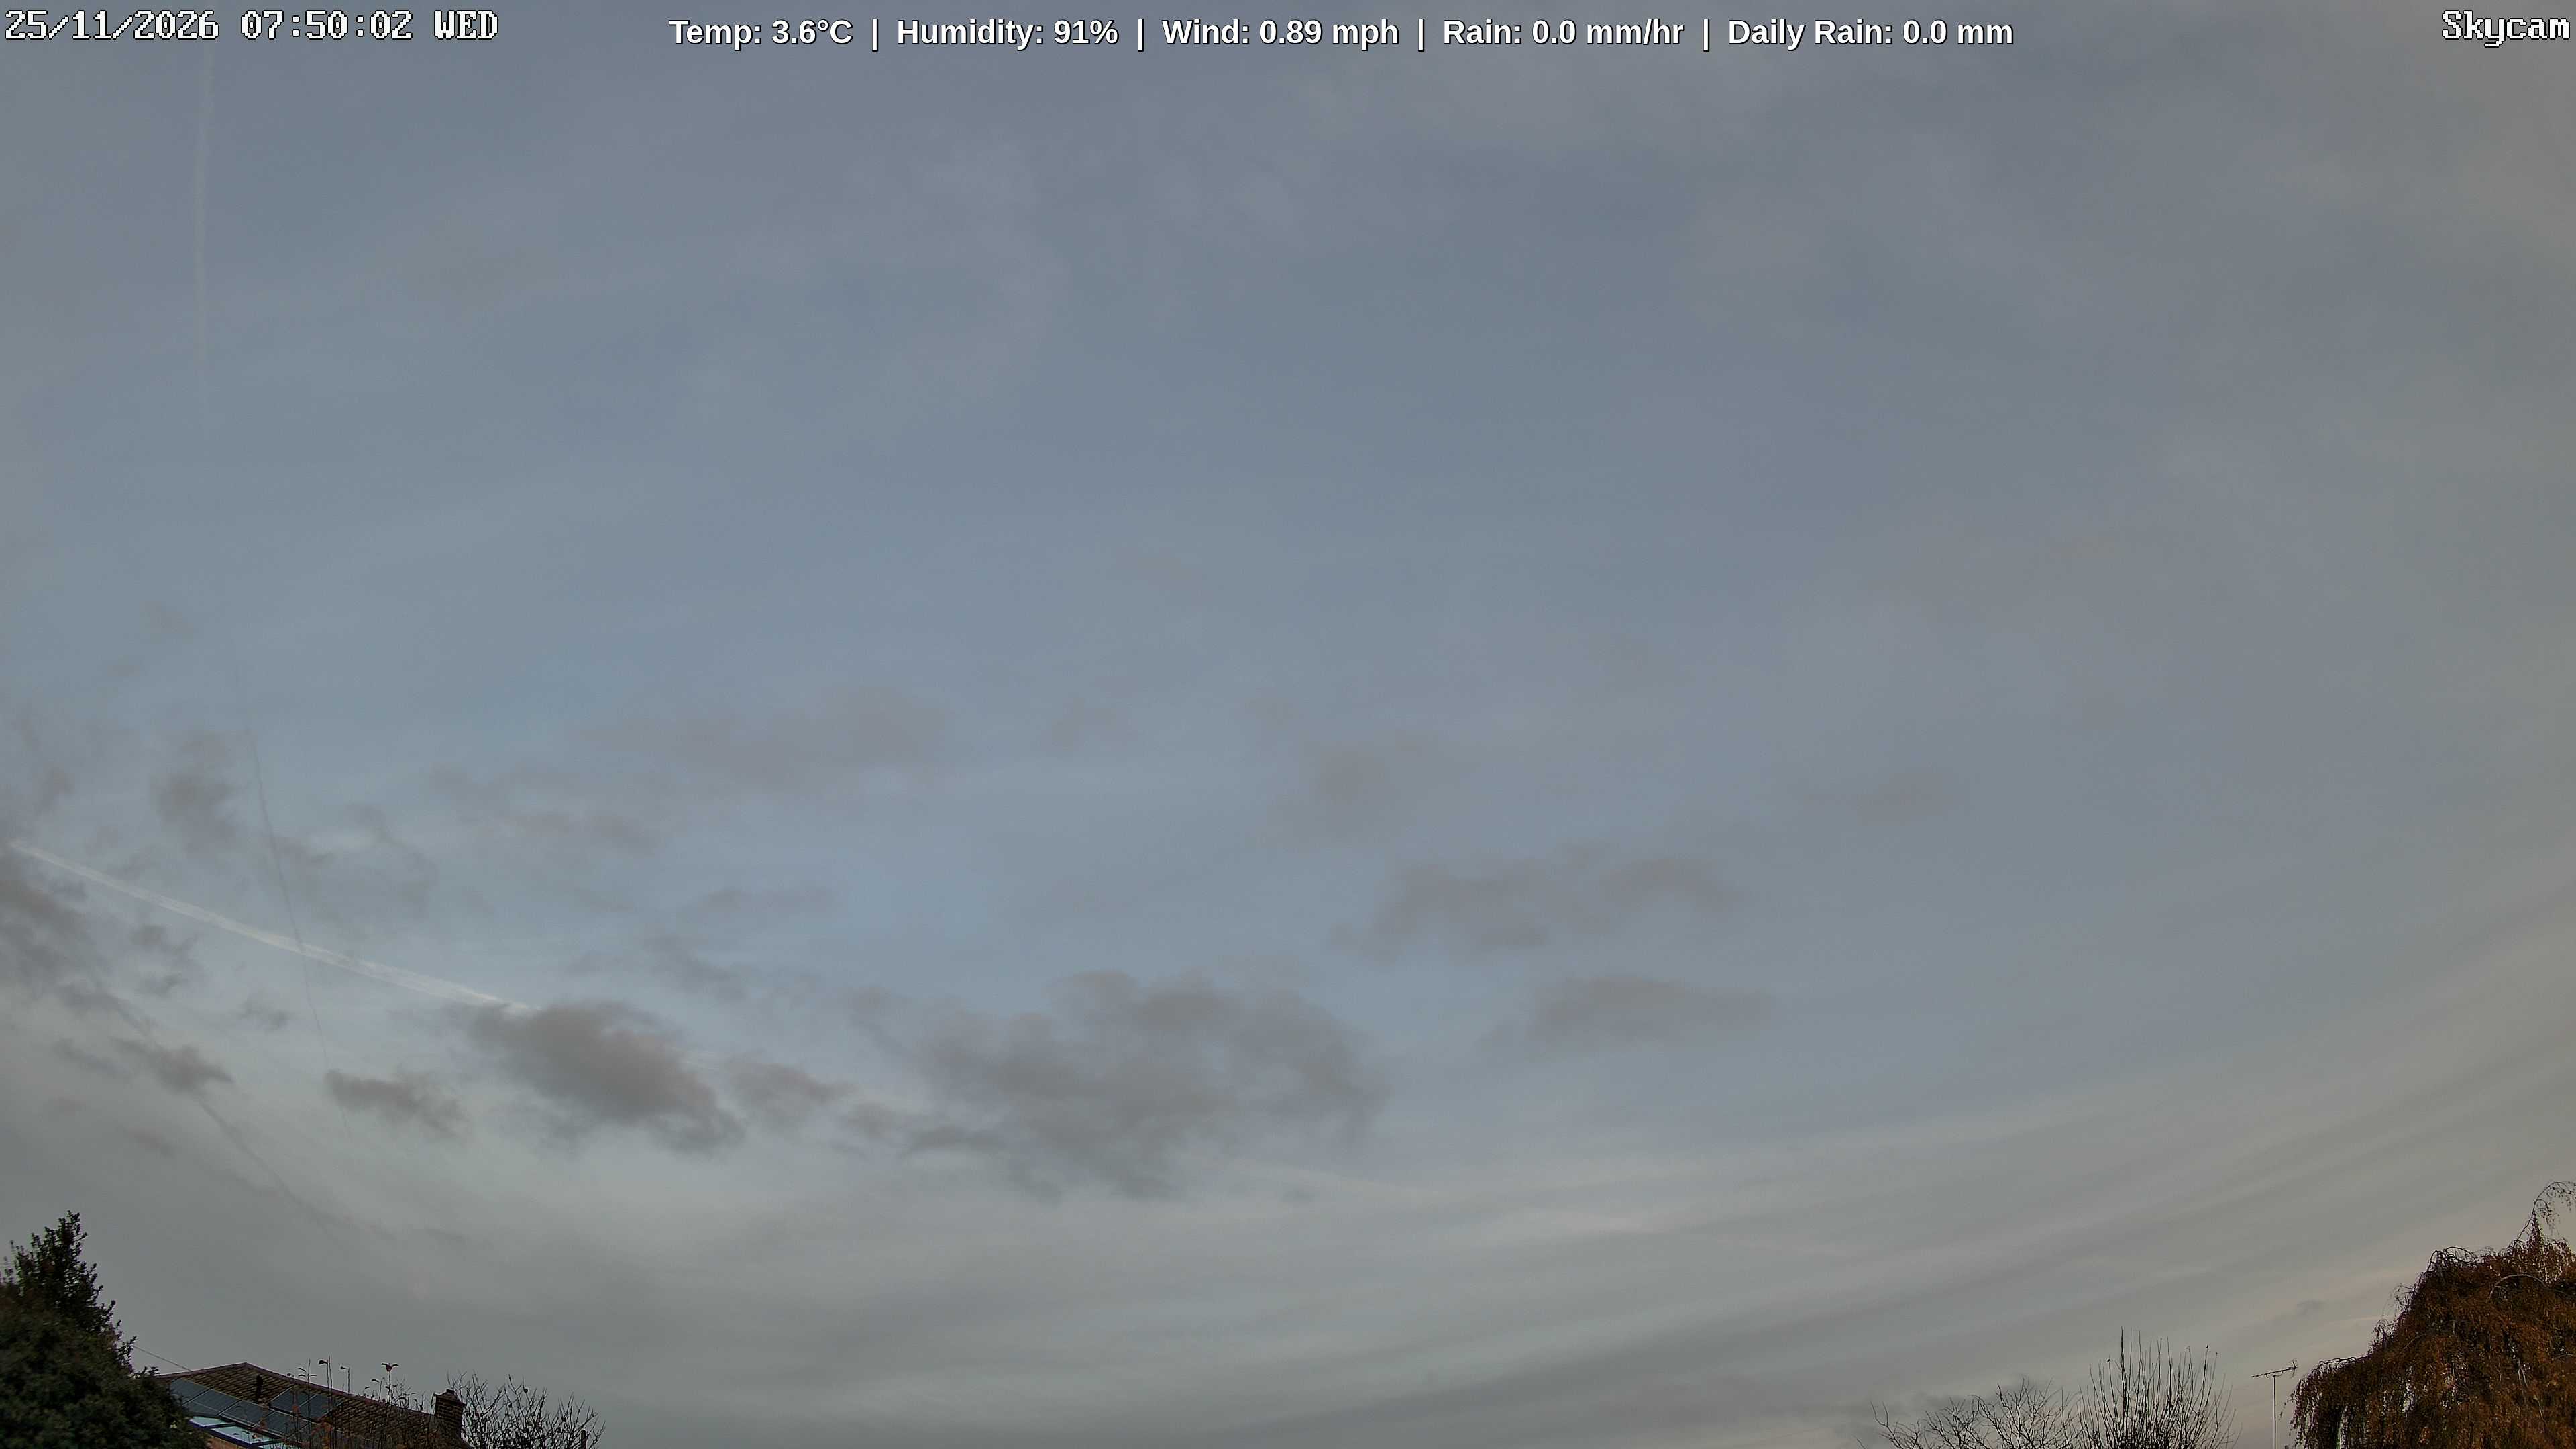 25/11/2026 07:50:02 WED
Temp: 3.6°C | Humidity: 91% | Wind: 0.89 mph | Rain: 0.0 mm/hr | Daily Rain: 0.0 mm
Skycam